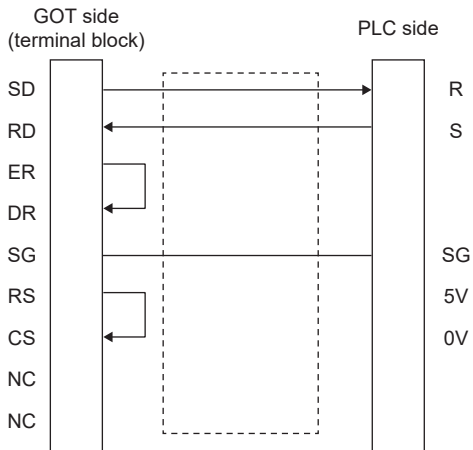 GOT side
(terminal block)
PLC side
SD
R
RD
S
ER
DR
SG
SG
RS
5V
CS
0V
NC
NC